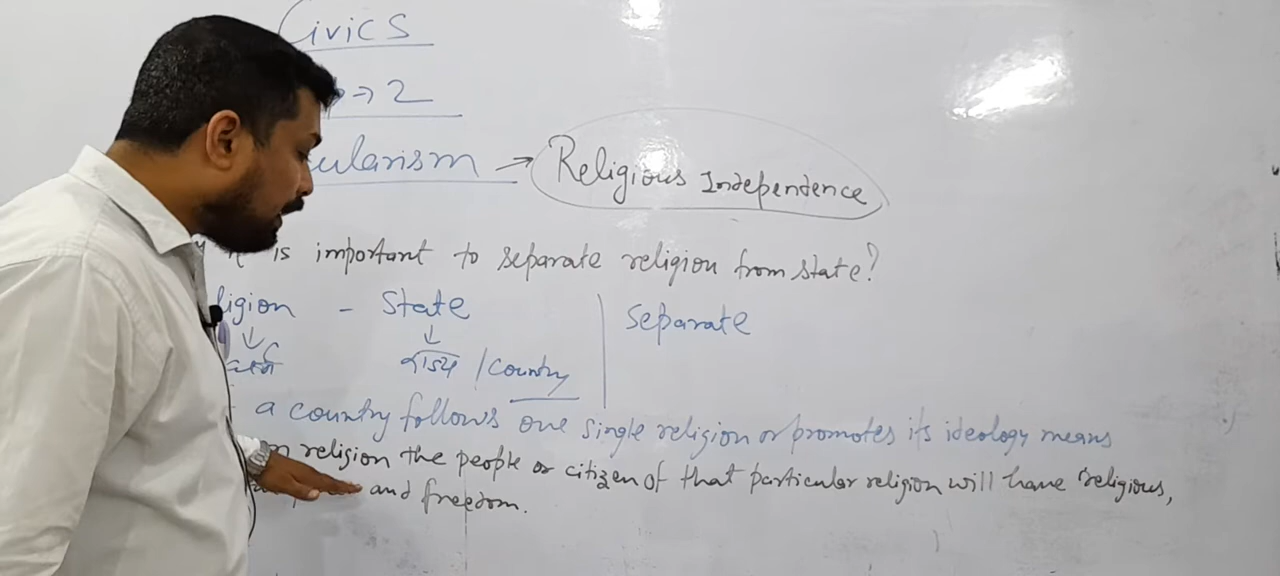 Civics
→ 2
ularism → Religious Independence
is important to separate religion from state?
ligion - State | Separate
↓ ↓
राज्य / Country
a country follows one single religion or promotes its ideology means
religion the people or citizen of that particular religion will have religious,
and freedom.